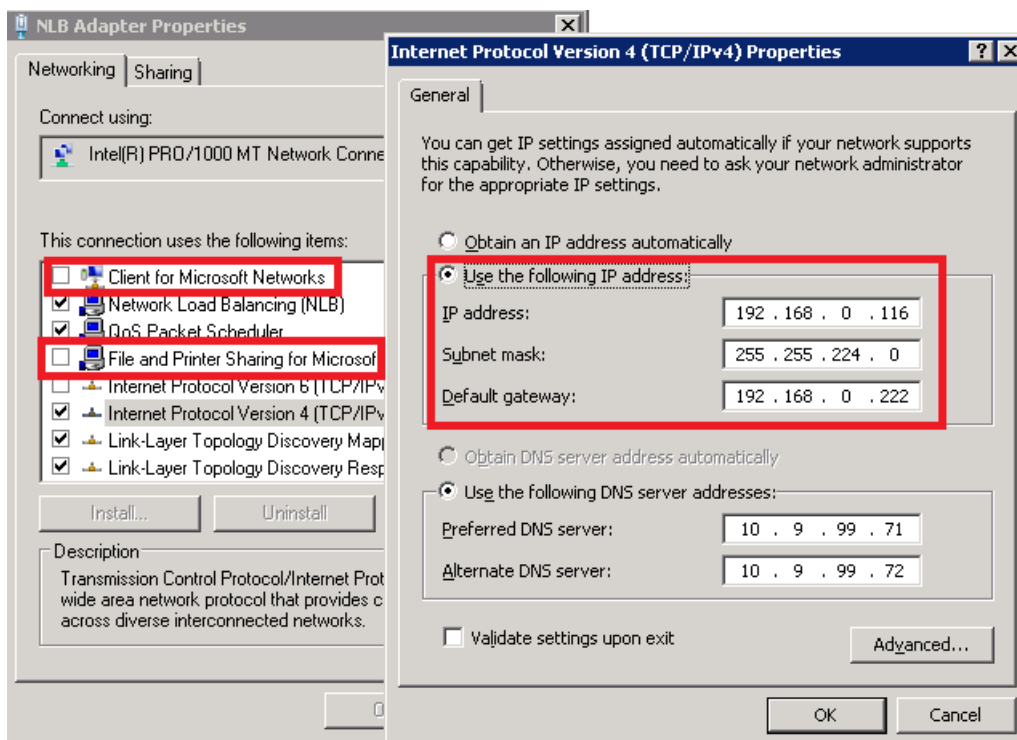 NLB Adapter Properties
Networking
Sharing
Connect using:
Intel(R) PRO/1000 MT Network Conne
This connection uses the following items:
Client for Microsoft Networks
Network Load Balancing (NLB)
QoS Packet Scheduler
File and Printer Sharing for Microsof
Internet Protocol Version 6 (TCP/IPv
Internet Protocol Version 4 (TCP/IPv
Link-Layer Topology Discovery Map
Link-Layer Topology Discovery Resp
Install...
Uninstall
Description
Transmission Control Protocol/Internet Prot
wide area network protocol that provides c
across diverse interconnected networks.
Internet Protocol Version 4 (TCP/IPv4) Properties
General
You can get IP settings assigned automatically if your network supports
this capability. Otherwise, you need to ask your network administrator
for the appropriate IP settings.
Obtain an IP address automatically
Use the following IP address:
IP address: 192 . 168 . 0 . 116
Subnet mask: 255 . 255 . 224 . 0
Default gateway: 192 . 168 . 0 . 222
Obtain DNS server address automatically
Use the following DNS server addresses:
Preferred DNS server: 10 . 9 . 99 . 71
Alternate DNS server: 10 . 9 . 99 . 72
Validate settings upon exit
Advanced...
OK
Cancel